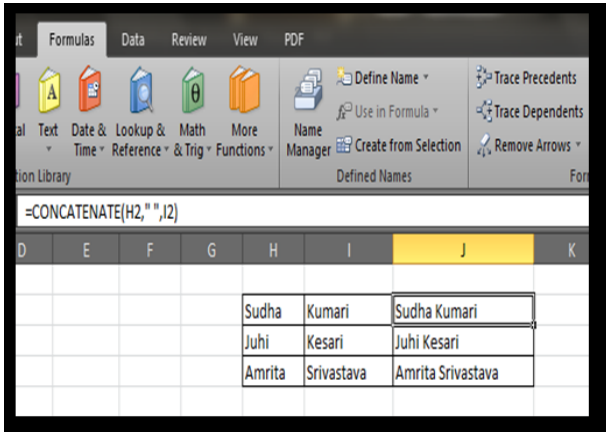 Formulas Data Review View PDF
Text Date & Time Lookup & Reference Math & Trig More Functions
Name Manager
Define Name
Use in Formula
Create from Selection
Trace Precedents
Trace Dependents
Remove Arrows
Defined Names
=CONCATENATE(H2," ",I2)
D E F G H I J K
Sudha Kumari Sudha Kumari
Juhi Kesari Juhi Kesari
Amrita Srivastava Amrita Srivastava